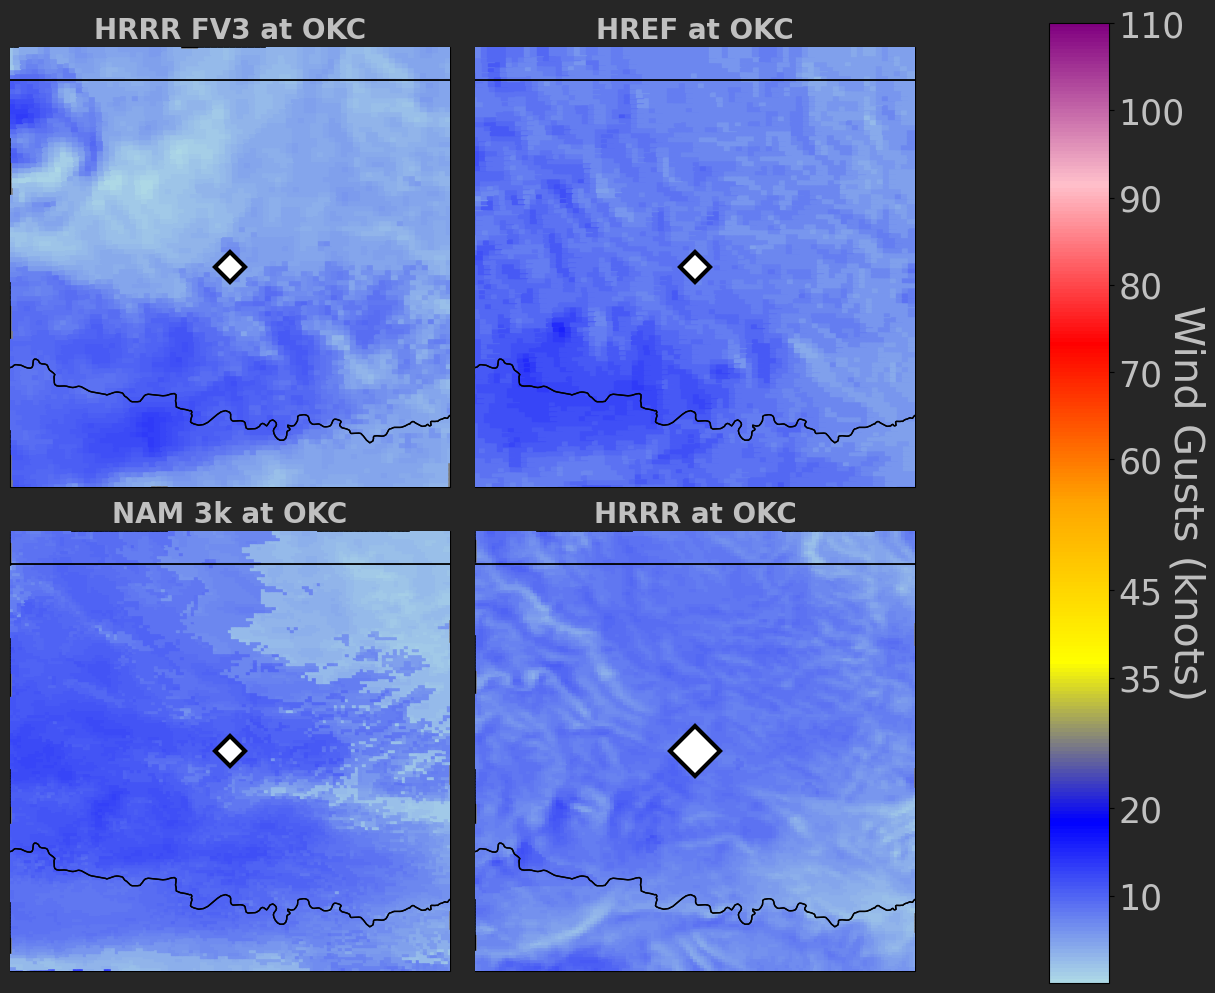 HRRR FV3 at OKC
HREF at OKC
NAM 3k at OKC
HRRR at OKC
110
100
90
80
70
60
45
35
20
10
Wind Gusts (knots)